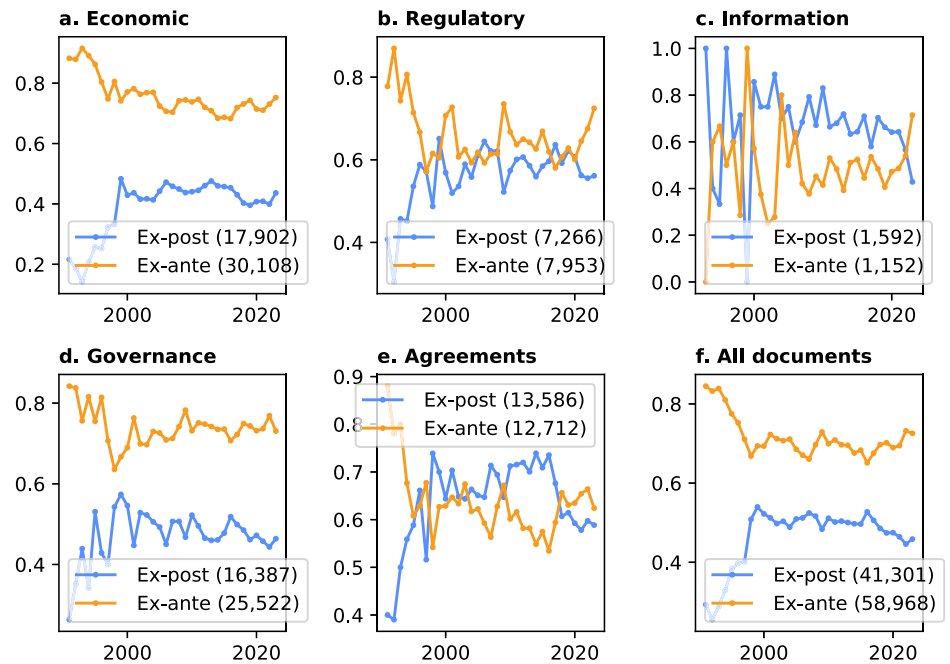 a. Economic
b. Regulatory
c. Information
0.8
0.6
0.4
0.2
Ex-post (17,902)
Ex-ante (30,108)
2000
2020
0.8
0.6
0.4
Ex-post (7,266)
Ex-ante (7,953)
2000
2020
1.0
0.8
0.6
0.4
0.2
0.0
Ex-post (1,592)
Ex-ante (1,152)
2000
2020
d. Governance
e. Agreements
f. All documents
0.8
0.6
0.4
Ex-post (16,387)
Ex-ante (25,522)
2000
2020
0.9
0.8
0.7
0.6
0.5
0.4
Ex-post (13,586)
Ex-ante (12,712)
2000
2020
0.8
0.6
0.4
Ex-post (41,301)
Ex-ante (58,968)
2000
2020